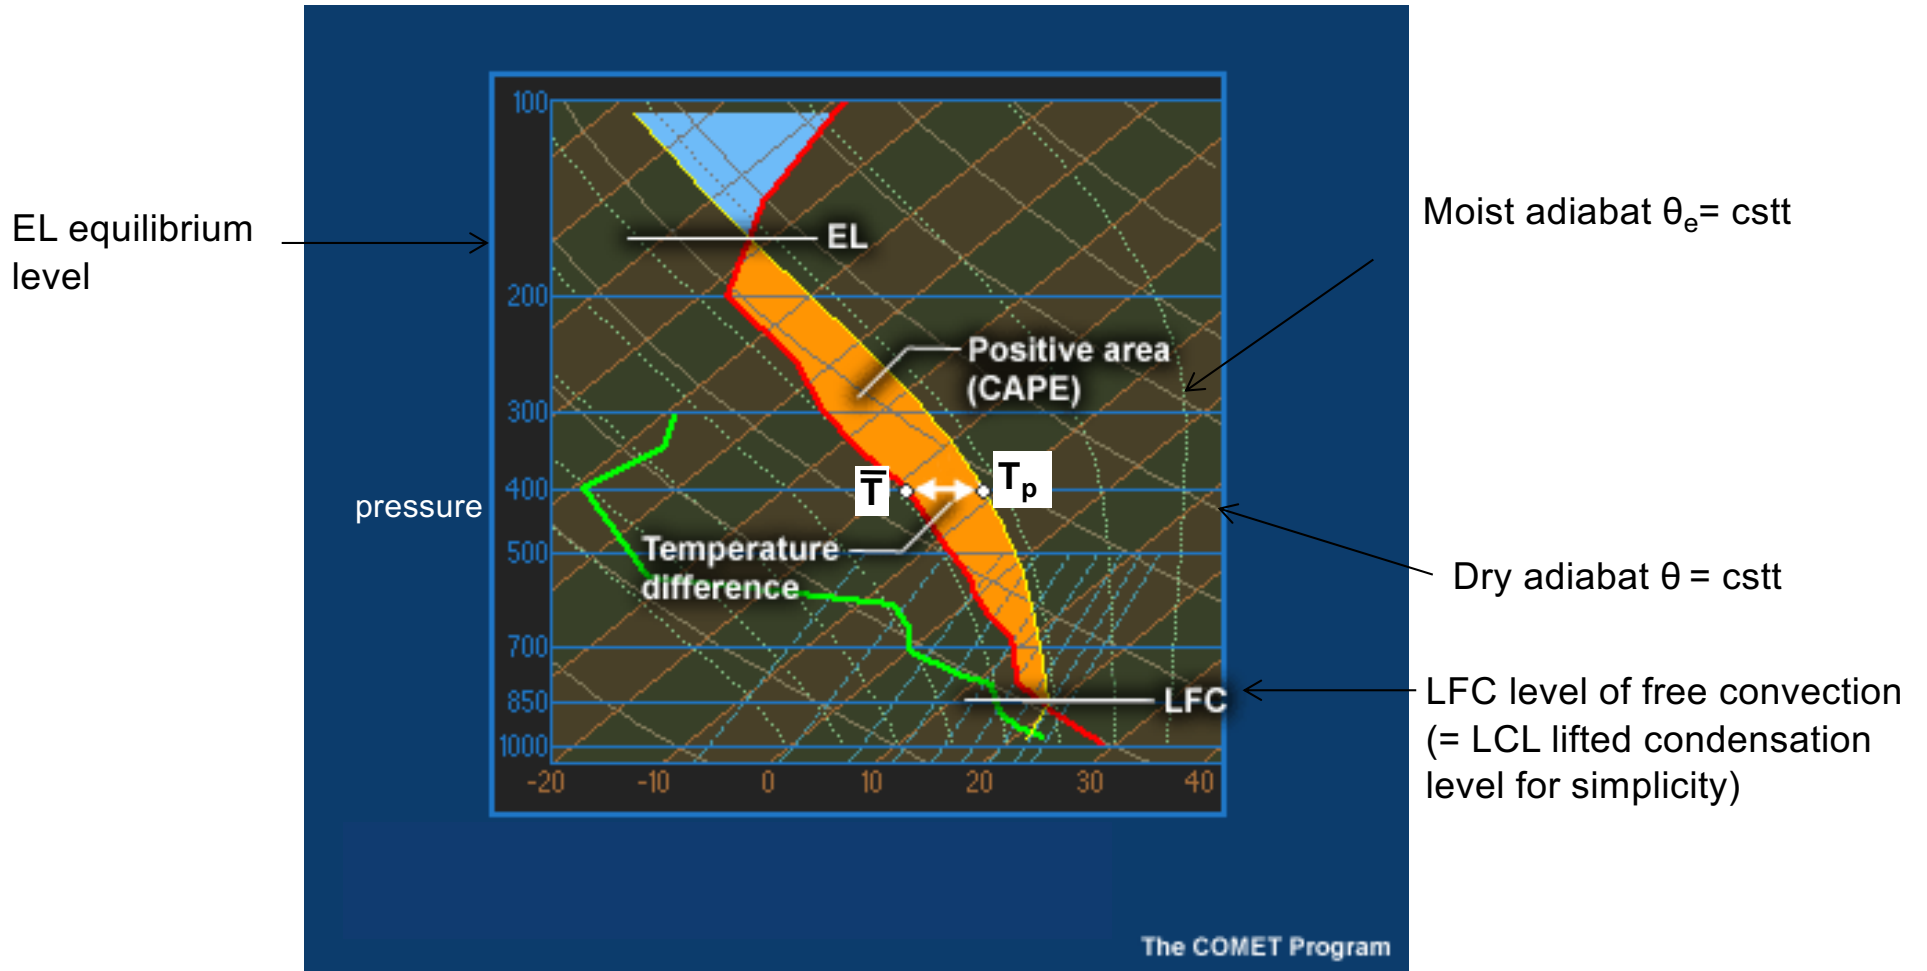 EL equilibrium
level
pressure
100
200
300
400
500
700
850
1000
-20 -10 0 10 20 30 40
EL
Positive area
(CAPE)
T̅
Tₚ
Temperature
difference
LFC
Moist adiabat θₑ= cstt
Dry adiabat θ = cstt
LFC level of free convection
(= LCL lifted condensation
level for simplicity)
The COMET Program